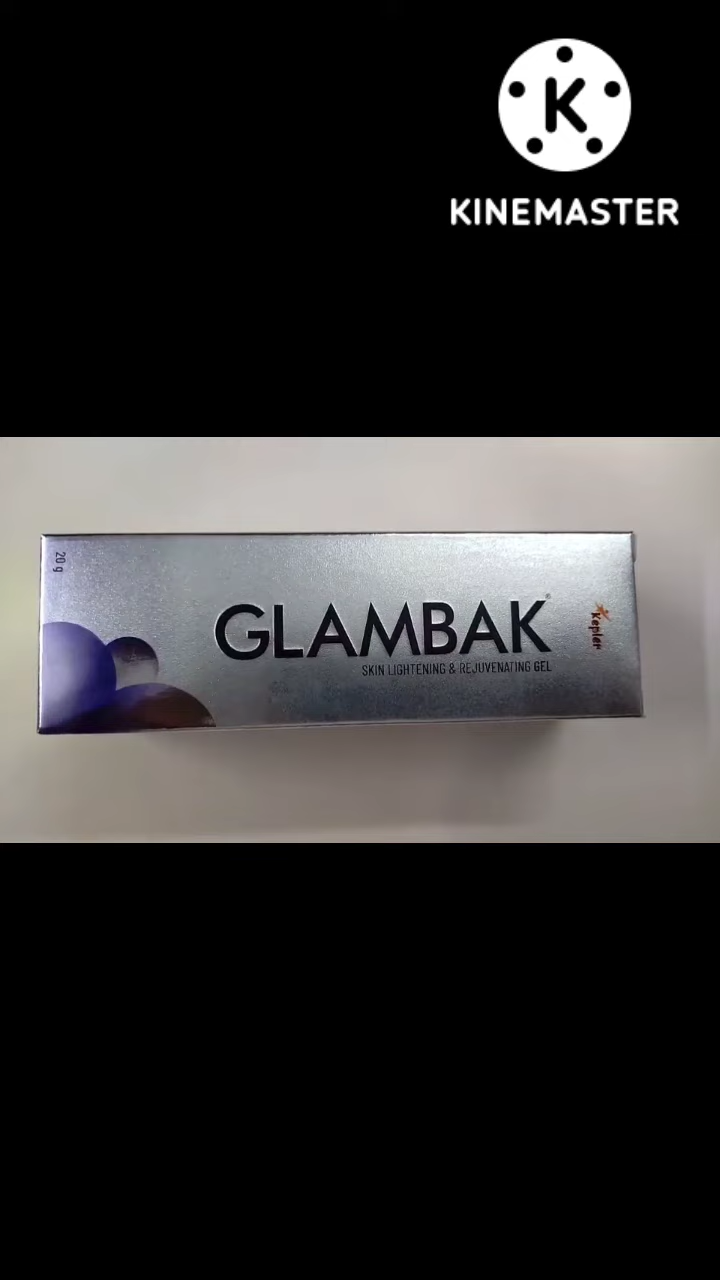 K
KINEMASTER
20 g
GLAMBAK®
SKIN LIGHTENING & REJUVENATING GEL
Kepler